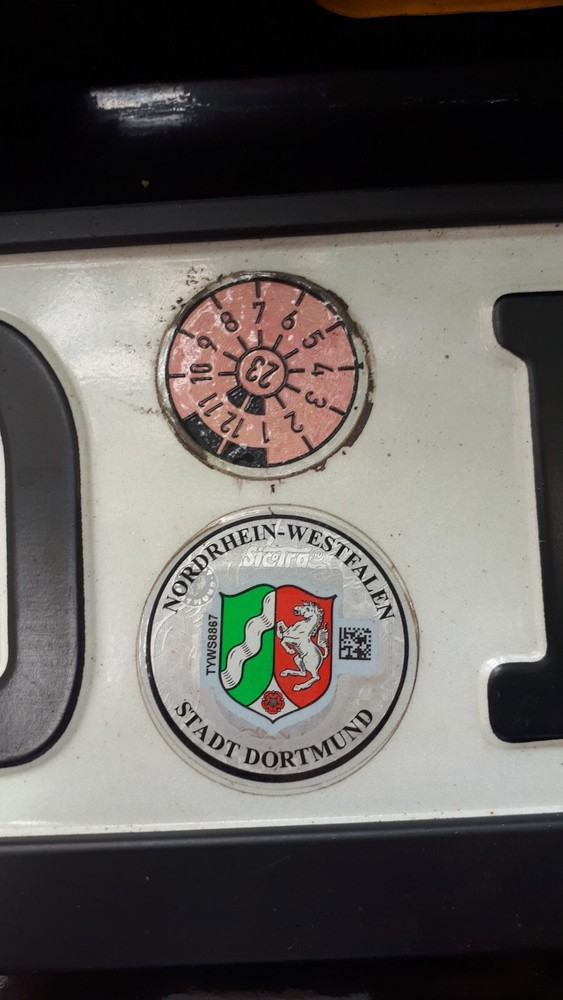 7
8 6
9 5
10 23 4
11 3
12 1 2
NORDRHEIN-WESTFALEN
TYWS8867
STADT DORTMUND